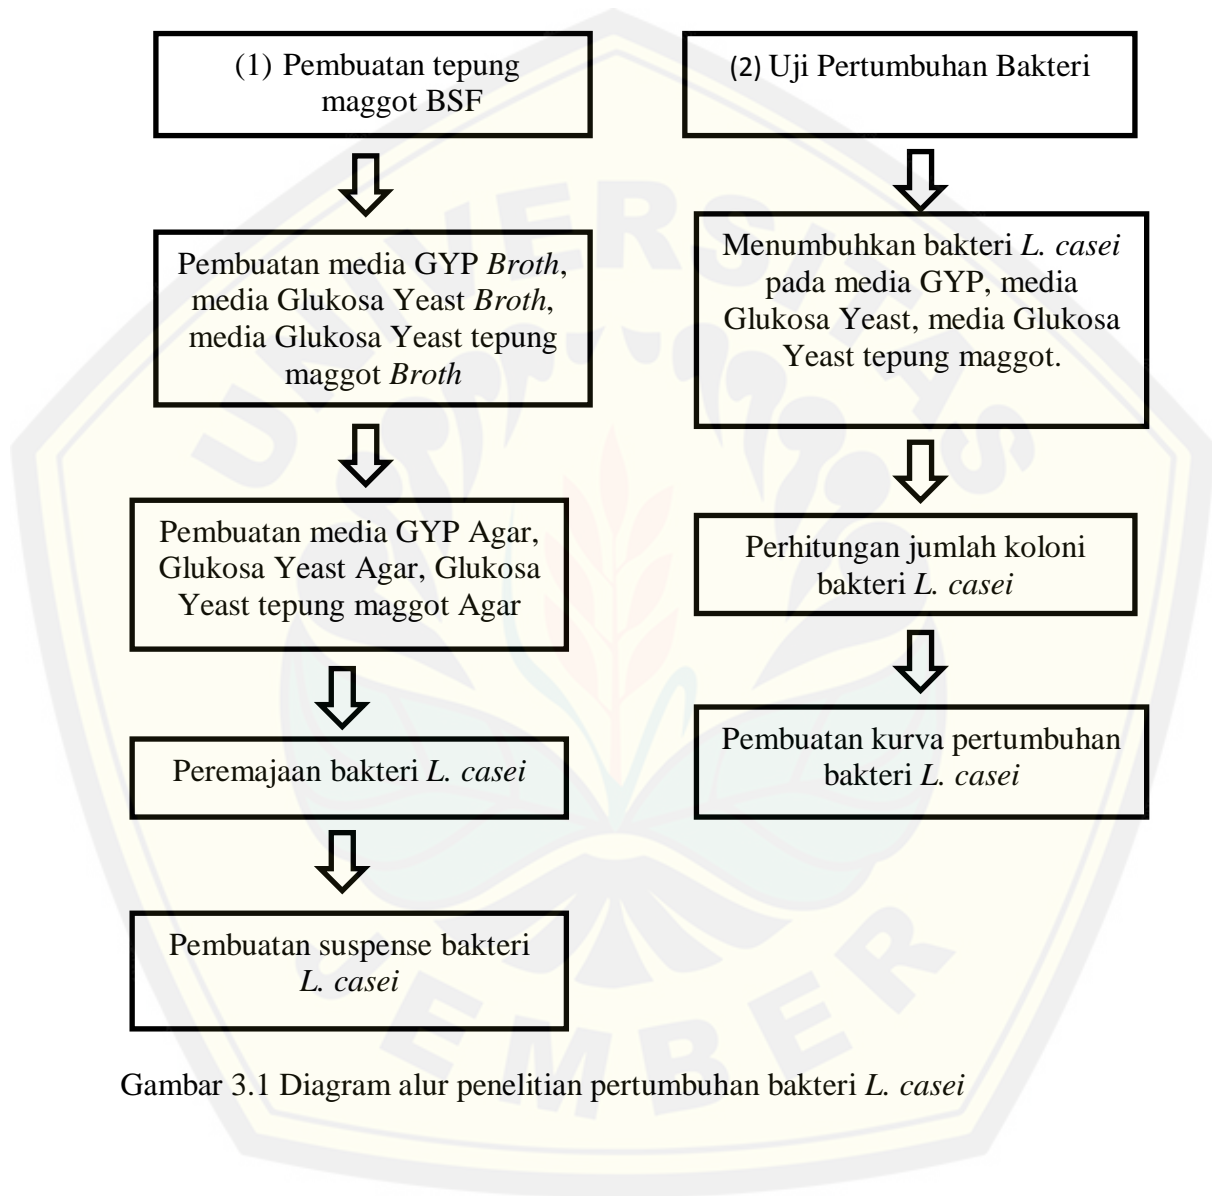 (1) Pembuatan tepung
maggot BSF
Pembuatan media GYP Broth,
media Glukosa Yeast Broth,
media Glukosa Yeast tepung
maggot Broth
Pembuatan media GYP Agar,
Glukosa Yeast Agar, Glukosa
Yeast tepung maggot Agar
Peremajaan bakteri L. casei
Pembuatan suspense bakteri
L. casei
(2) Uji Pertumbuhan Bakteri
Menumbuhkan bakteri L. casei
pada media GYP, media
Glukosa Yeast, media Glukosa
Yeast tepung maggot.
Perhitungan jumlah koloni
bakteri L. casei
Pembuatan kurva pertumbuhan
bakteri L. casei
Gambar 3.1 Diagram alur penelitian pertumbuhan bakteri L. casei
UNIVERSITAS
JEMBER